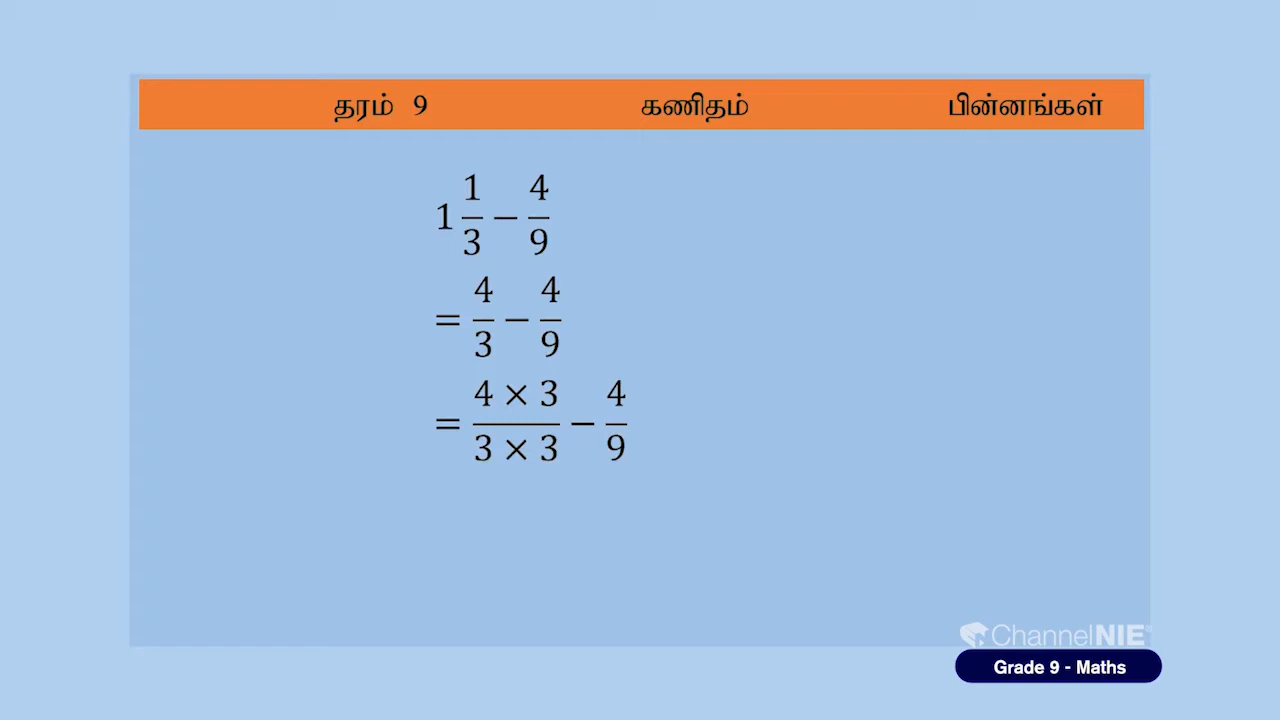 தரம் 9 கணிதம் பின்னங்கள்
1 1/3 − 4/9
= 4/3 − 4/9
= 4 × 3 / 3 × 3 − 4/9
ChannelNIE
Grade 9 - Maths